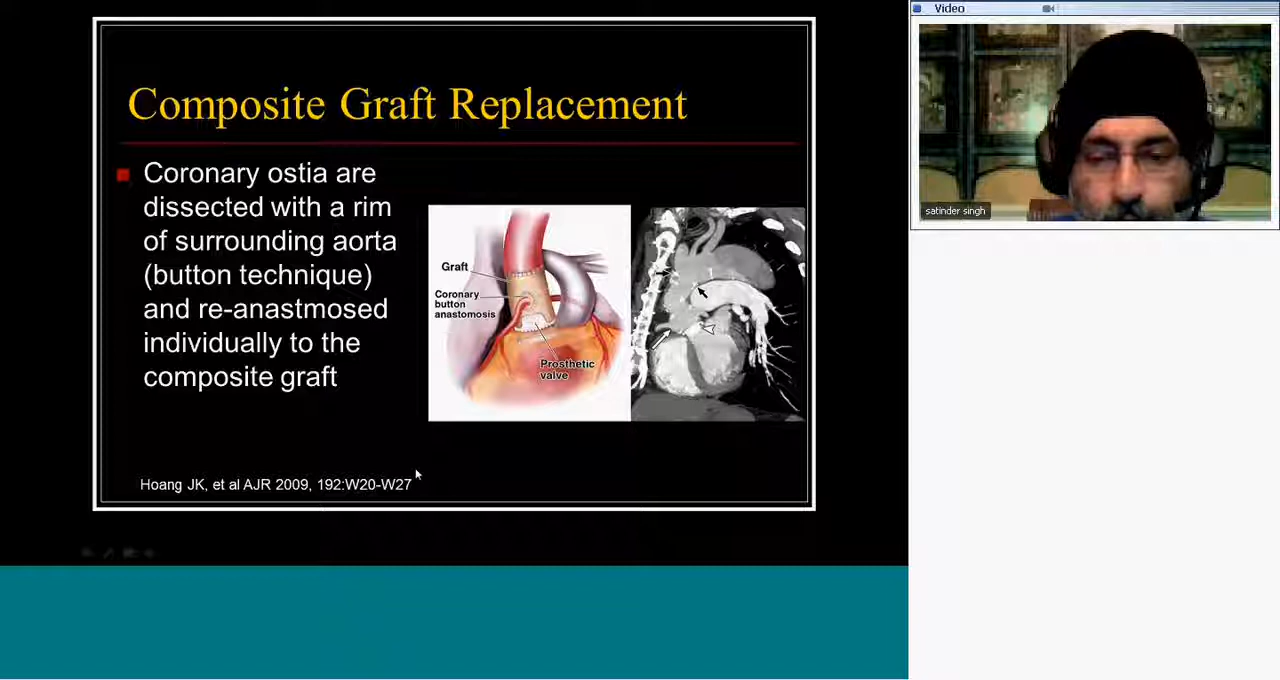 Composite Graft Replacement
Coronary ostia are
dissected with a rim
of surrounding aorta
(button technique)
and re-anastmosed
individually to the
composite graft
Graft
Coronary
button
anastomosis
Prosthetic
valve
Hoang JK, et al AJR 2009, 192:W20-W27
Video
satinder singh